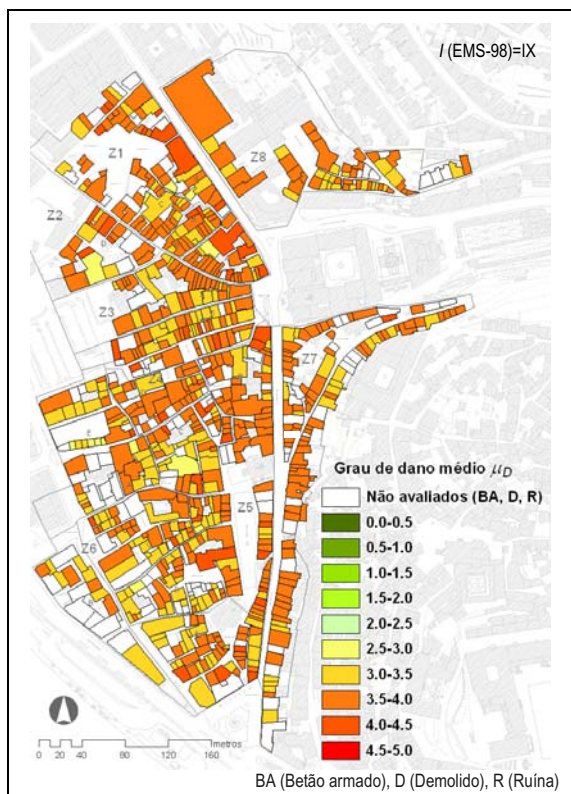 I (EMS-98)=IX
Z1
Z8
Z2
Z3
Z7
Z5
Z6
Grau de dano médio μD
Não avaliados (BA, D, R)
0.0-0.5
0.5-1.0
1.0-1.5
1.5-2.0
2.0-2.5
2.5-3.0
3.0-3.5
3.5-4.0
4.0-4.5
4.5-5.0
0 20 40 80 120 160
metros
BA (Betão armado), D (Demolido), R (Ruína)